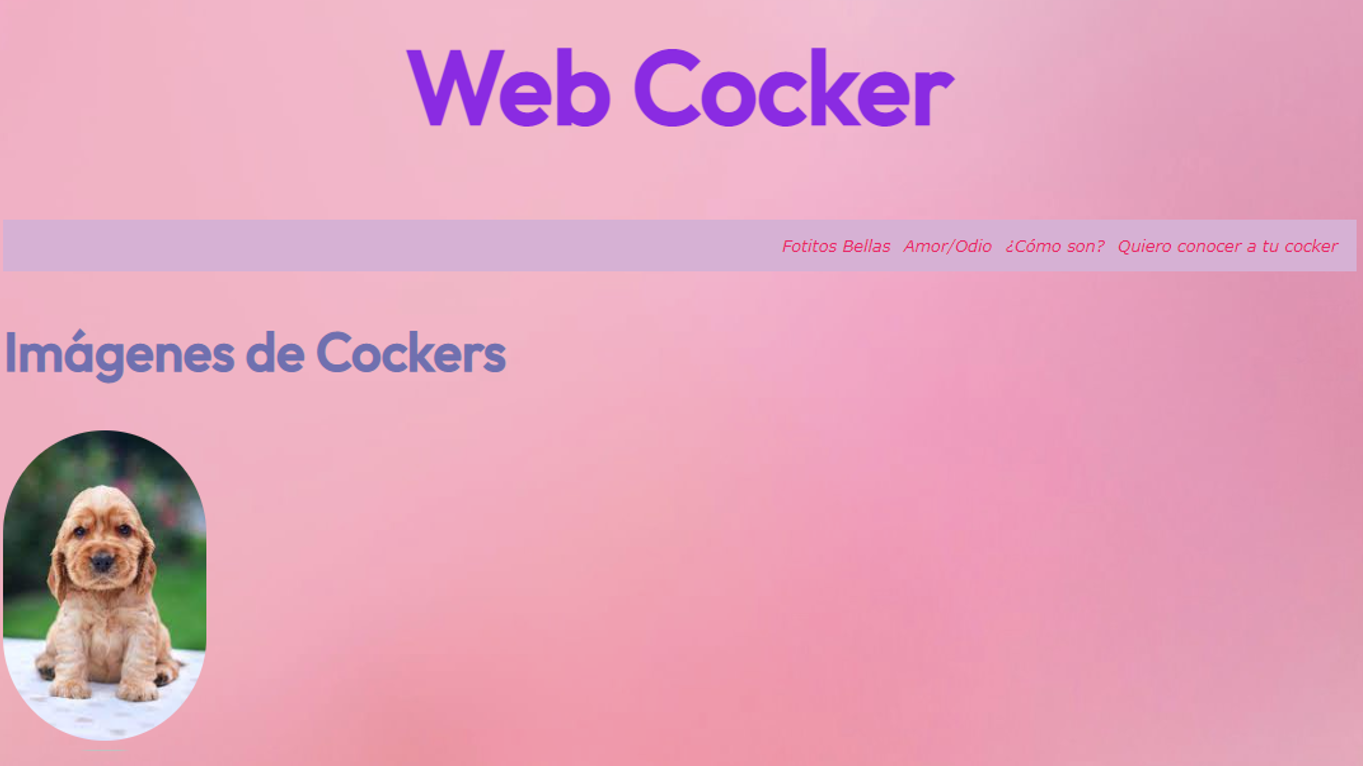 Web Cocker
Fotitos Bellas Amor/Odio ¿Cómo son? Quiero conocer a tu cocker
Imágenes de Cockers